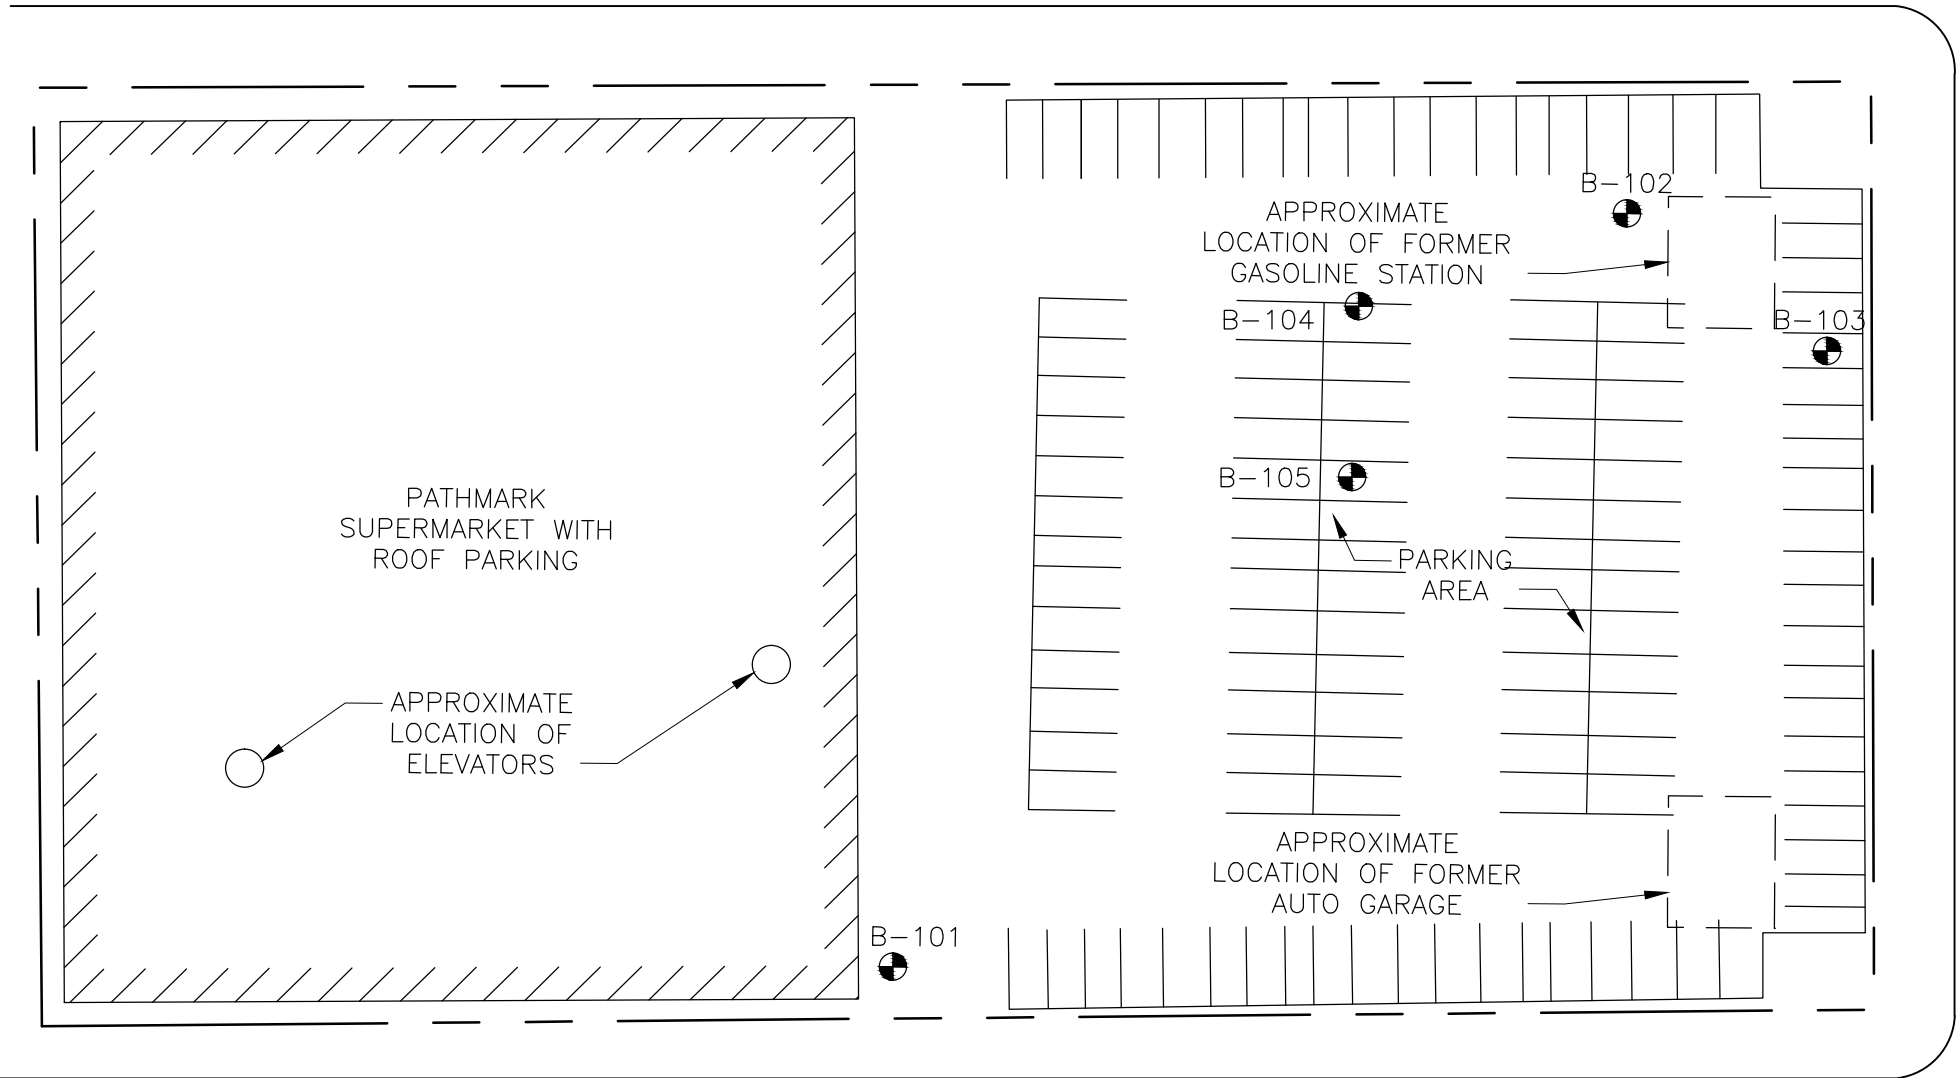 B-102
APPROXIMATE
LOCATION OF FORMER
GASOLINE STATION
B-104
B-103
B-105
PATHMARK
SUPERMARKET WITH
ROOF PARKING
PARKING
AREA
APPROXIMATE
LOCATION OF
ELEVATORS
APPROXIMATE
LOCATION OF FORMER
AUTO GARAGE
B-101